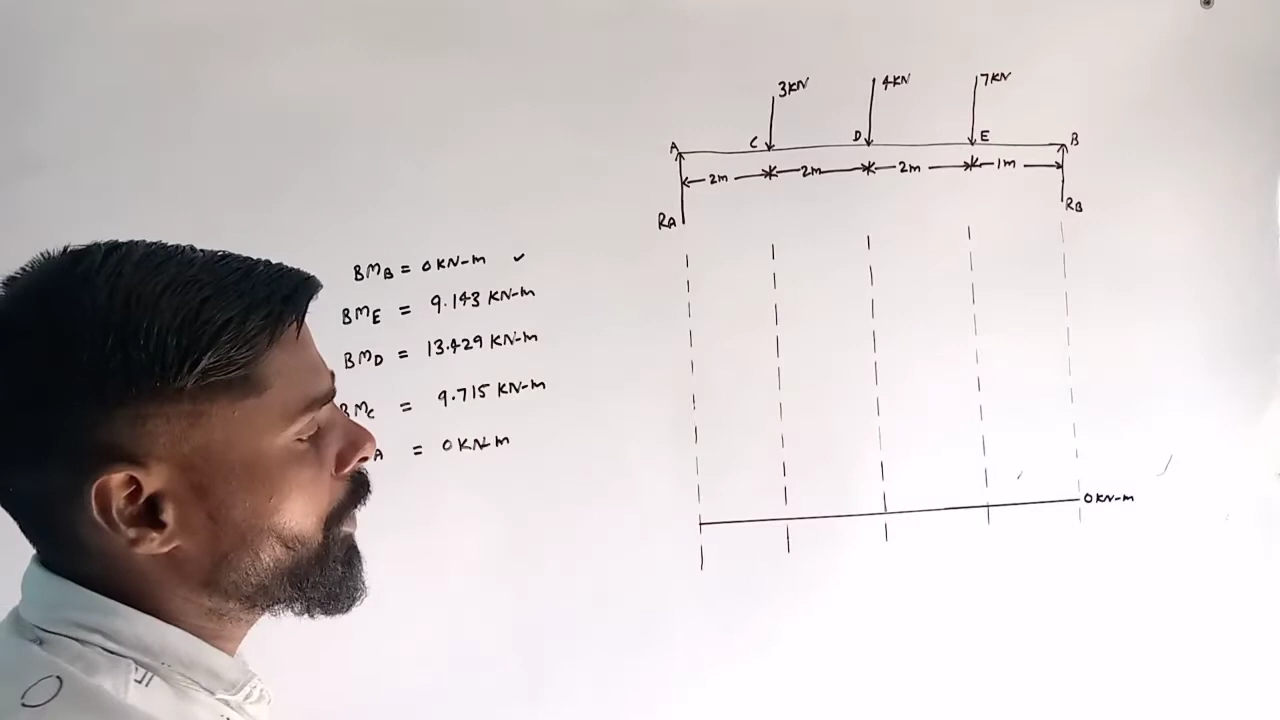 3KN 4KN 7KN
A C D E B
2m 2m 2m 1m
RA RB
BMB = 0KN-m ✓
BME = 9.143 KN-m
BMD = 13.429 KN-m
BMC = 9.715 KN-m
A = 0KN-m
0KN-m